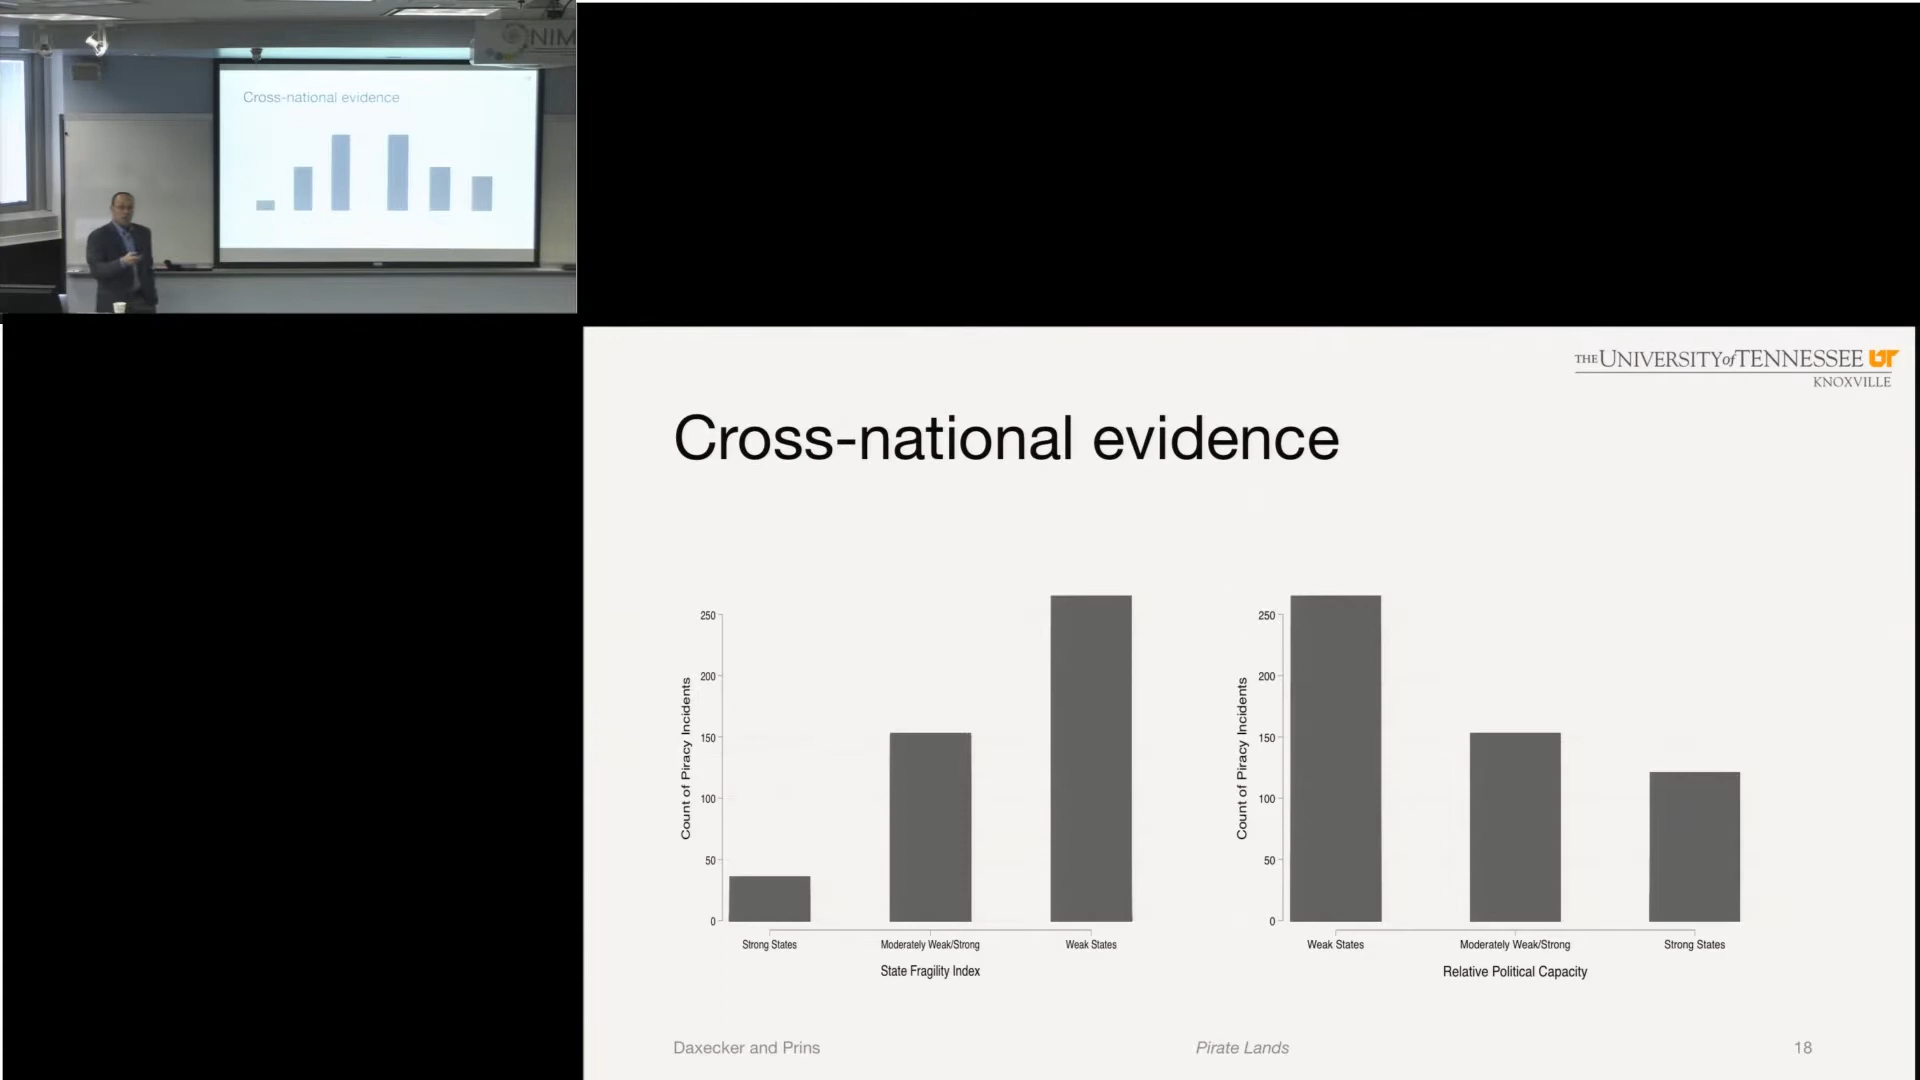 NIM
Cross-national evidence
THE UNIVERSITY of TENNESSEE UT
KNOXVILLE
Cross-national evidence
250
200
150
100
50
0
Count of Piracy Incidents
Strong States
Moderately Weak/Strong
Weak States
State Fragility Index
250
200
150
100
50
0
Count of Piracy Incidents
Weak States
Moderately Weak/Strong
Strong States
Relative Political Capacity
Daxecker and Prins
Pirate Lands
18